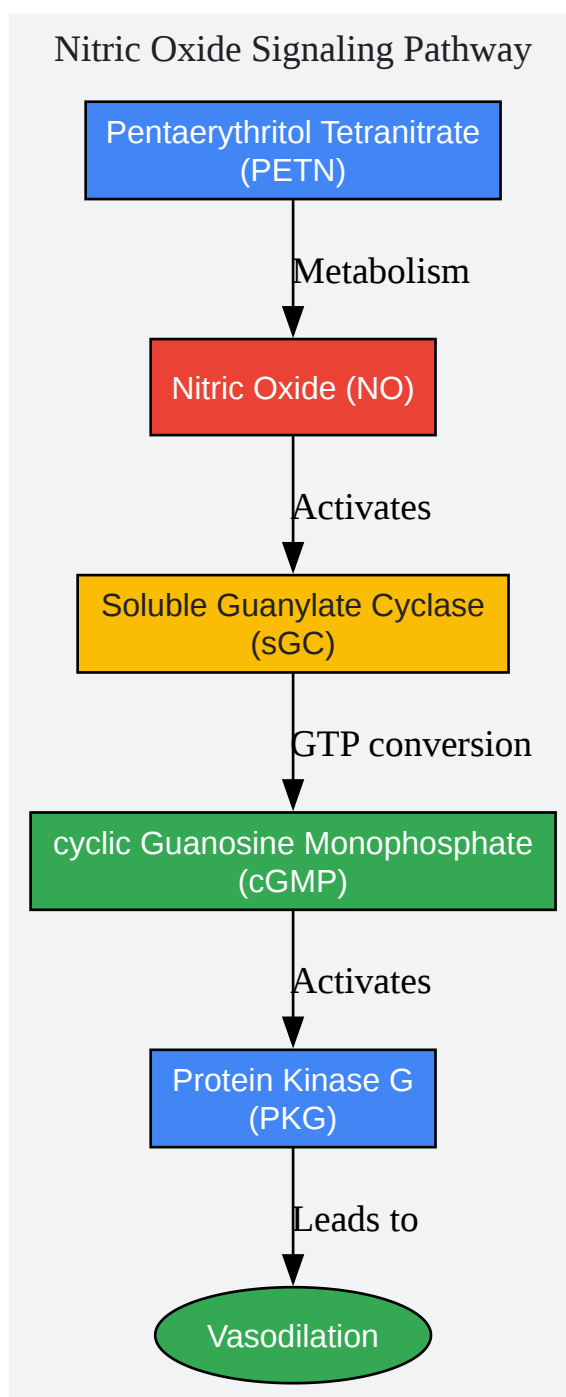 Nitric Oxide Signaling Pathway
Pentaerythritol Tetranitrate
(PETN)
Metabolism
Nitric Oxide (NO)
Activates
Soluble Guanylate Cyclase
(sGC)
GTP conversion
cyclic Guanosine Monophosphate
(cGMP)
Activates
Protein Kinase G
(PKG)
Leads to
Vasodilation